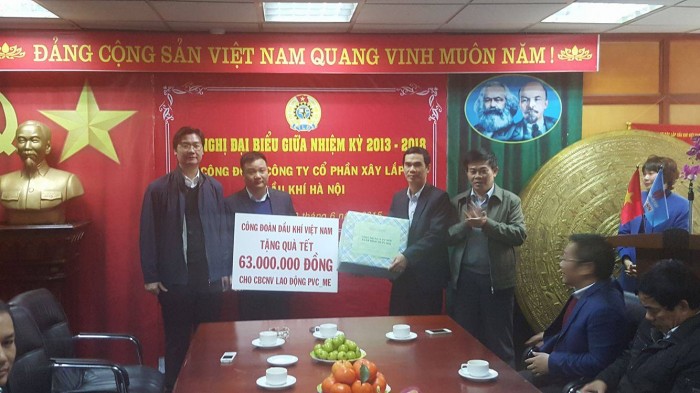 ĐẢNG CỘNG SẢN VIỆT NAM QUANG VINH MUÔN NĂM !
NGHỊ ĐẠI BIỂU GIỮA NHIỆM KỲ 2013 - 2018
CÔNG ĐOÀN CÔNG TY CỔ PHẦN XÂY LẮP
DẦU KHÍ HÀ NỘI
CÔNG ĐOÀN DẦU KHÍ VIỆT NAM
TẶNG QUÀ TẾT
63.000.000 ĐỒNG
CHO CBCNV LAO ĐỘNG PVC ME